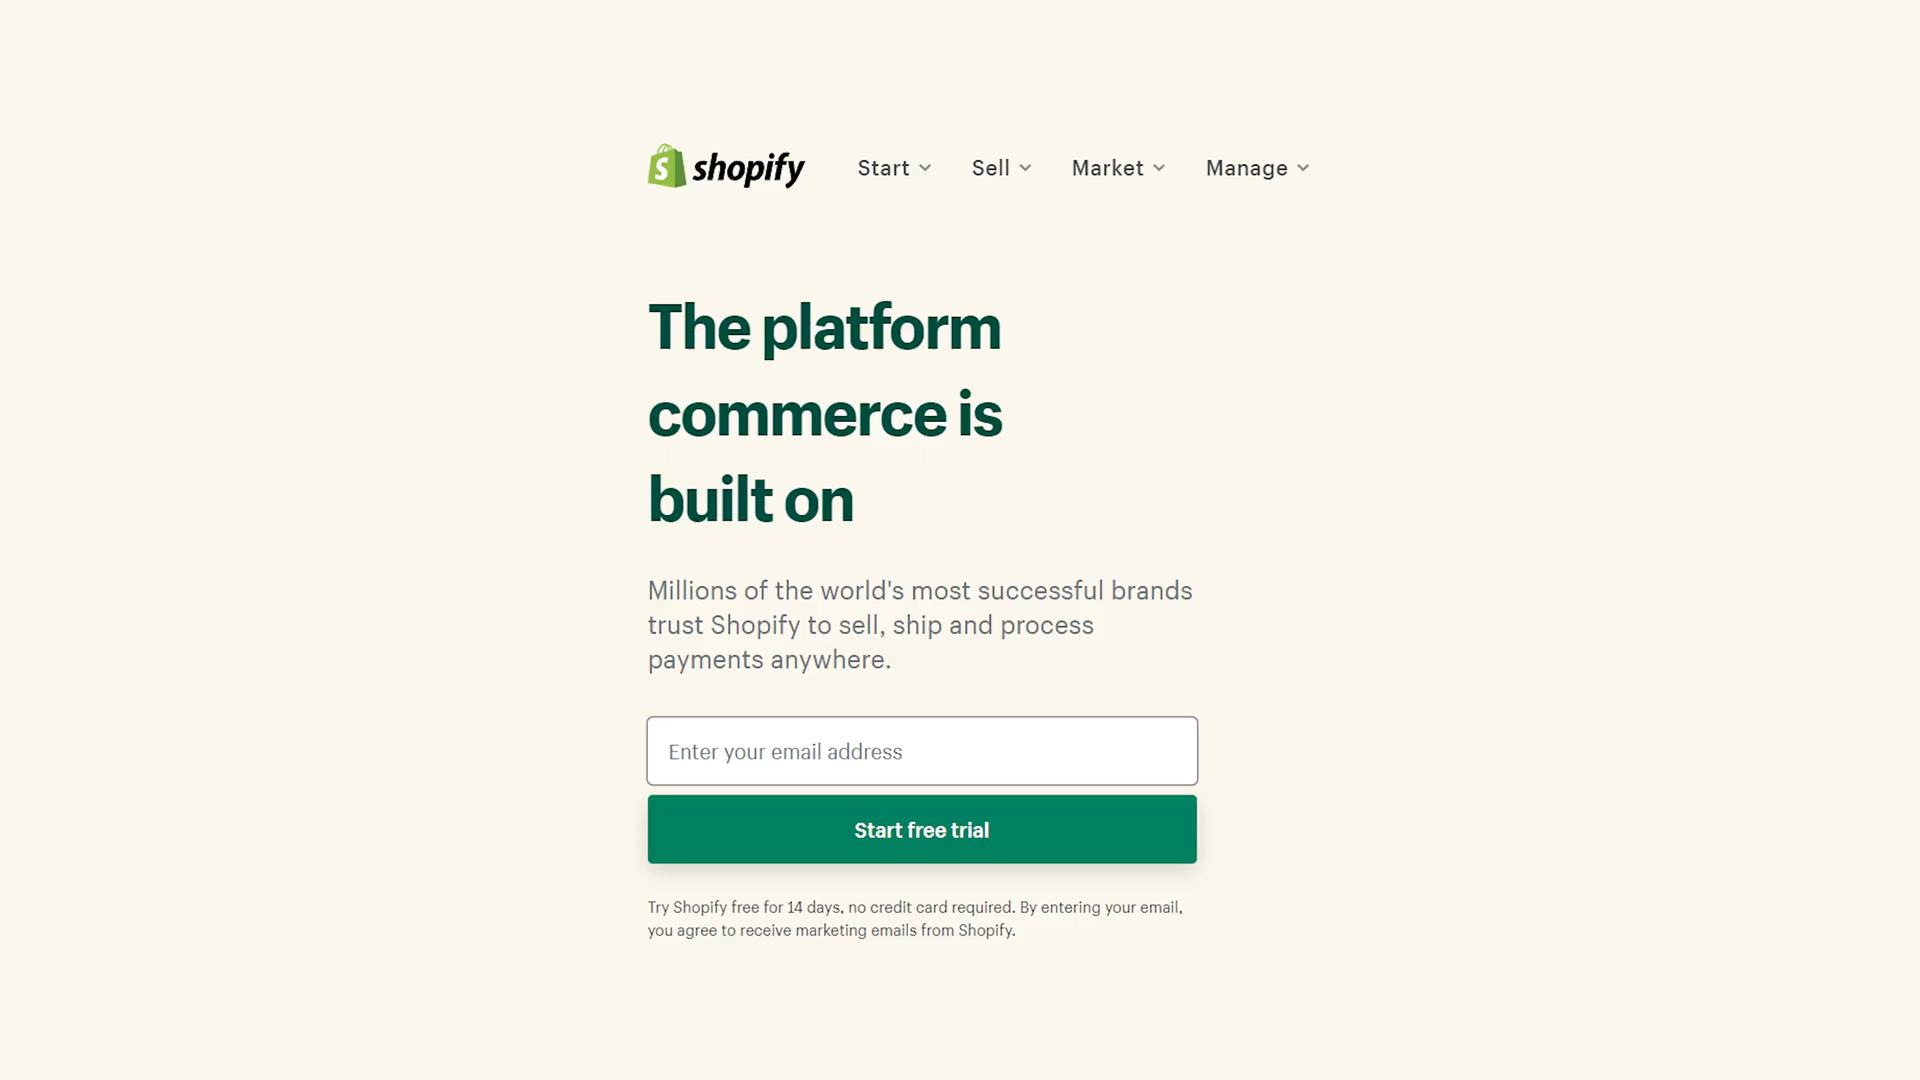 shopify Start Sell Market Manage
The platform
commerce is
built on
Millions of the world's most successful brands
trust Shopify to sell, ship and process
payments anywhere.
Enter your email address
Start free trial
Try Shopify free for 14 days, no credit card required. By entering your email,
you agree to receive marketing emails from Shopify.